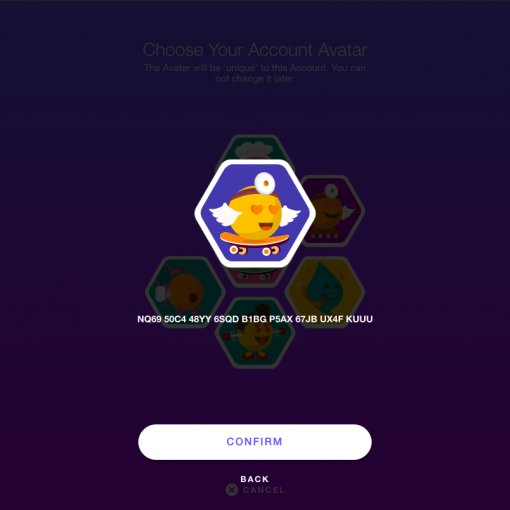 Choose Your Account Avatar
The Avatar will be 'unique' to this Account. You can
not change it later.
NQ69 50C4 48YY 6SQD B1BG P5AX 67JB UX4F KUUU
CONFIRM
BACK
CANCEL